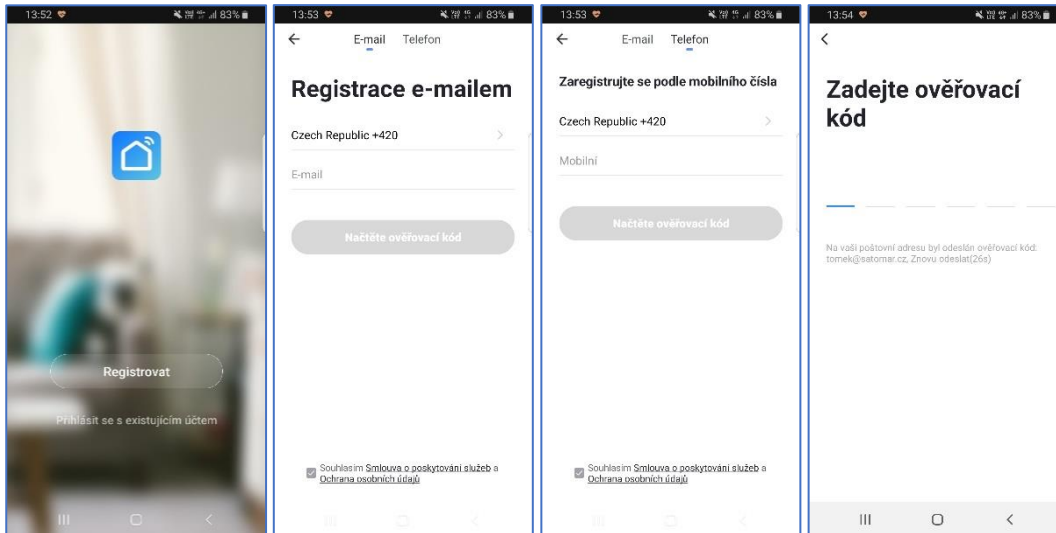 13:52
83%
Registrovat
Přihlásit se s existujícím účtem
13:53
83%
E-mail Telefon
Registrace e-mailem
Czech Republic +420
E-mail
Načtěte ověřovací kód
Souhlasím Smlouva o poskytování služeb a
Ochrana osobních údajů
13:53
83%
E-mail Telefon
Zaregistrujte se podle mobilního čísla
Czech Republic +420
Mobilní
Načtěte ověřovací kód
Souhlasím Smlouva o poskytování služeb a
Ochrana osobních údajů
13:54
83%
Zadejte ověřovací
kód
Na vaši poštovní adresu byl odeslán ověřovací kód:
tomek@satomar.cz, Znovu odeslat(26s)